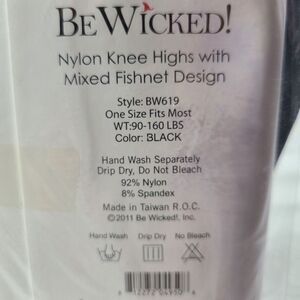 BE WICKED!
Nylon Knee Highs with
Mixed Fishnet Design
Style: BW619
One Size Fits Most
WT:90-160 LBS
Color: BLACK
Hand Wash Separately
Drip Dry, Do Not Bleach
92% Nylon
8% Spandex
Made in Taiwan R.O.C.
©2011 Be Wicked!, Inc.
Hand Wash Drip Dry No Bleach